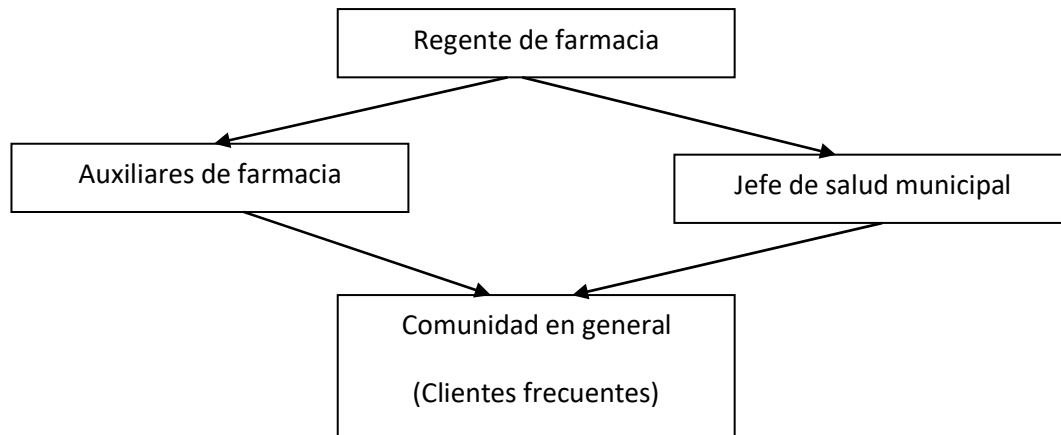 Regente de farmacia
Auxiliares de farmacia
Jefe de salud municipal
Comunidad en general
(Clientes frecuentes)